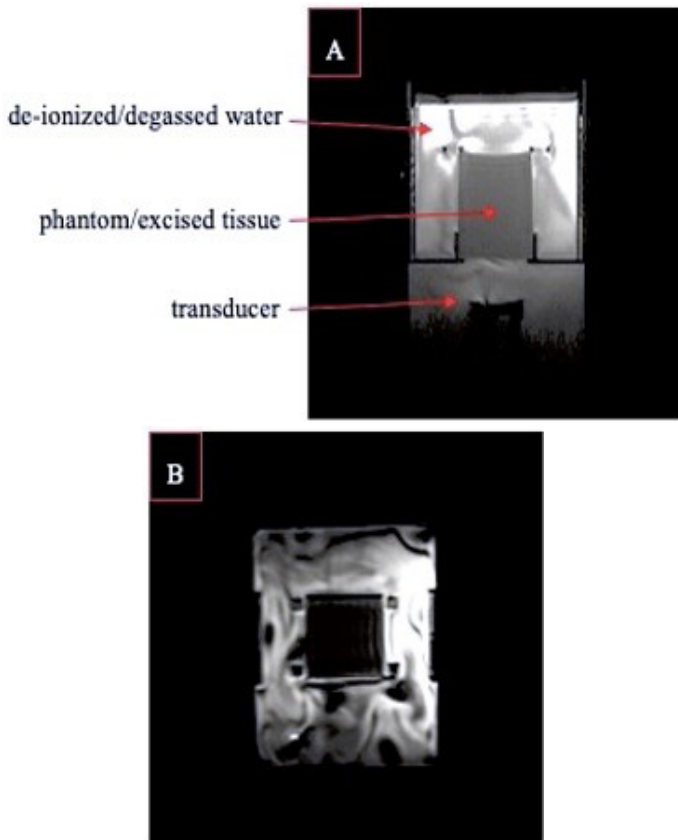 A
de-ionized/degassed water
phantom/excised tissue
transducer
B